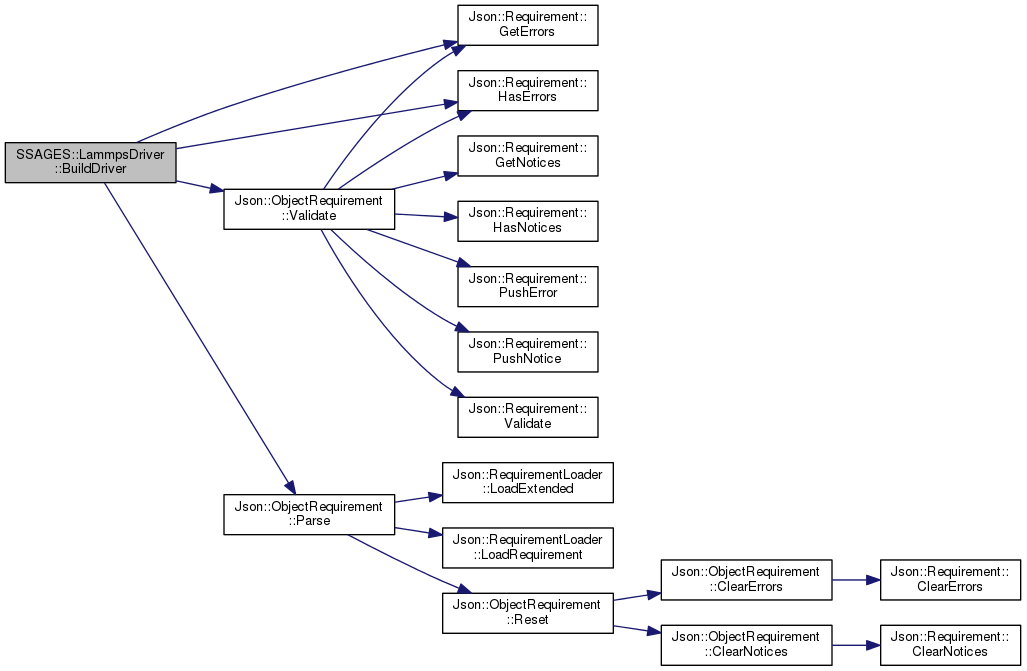 Json::Requirement::
GetErrors
Json::Requirement::
HasErrors
SSAGES::LammpsDriver
::BuildDriver
Json::Requirement::
GetNotices
Json::ObjectRequirement
::Validate
Json::Requirement::
HasNotices
Json::Requirement::
PushError
Json::Requirement::
PushNotice
Json::Requirement::
Validate
Json::RequirementLoader
::LoadExtended
Json::ObjectRequirement
::Parse
Json::RequirementLoader
::LoadRequirement
Json::ObjectRequirement
::Reset
Json::ObjectRequirement
::ClearErrors
Json::Requirement::
ClearErrors
Json::ObjectRequirement
::ClearNotices
Json::Requirement::
ClearNotices